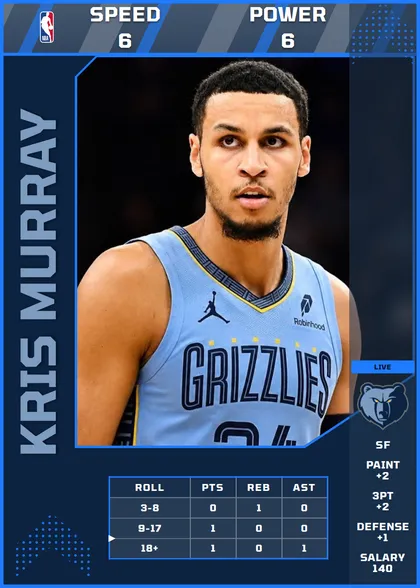 SPEED
6
POWER
6
NBA
KRIS MURRAY
Robinhood
GRIZZLIES
LIVE
SF
PAINT
+2
3PT
+2
DEFENSE
+1
SALARY
140
ROLL PTS REB AST
3-8 0 1 0
9-17 1 0 0
18+ 1 0 1